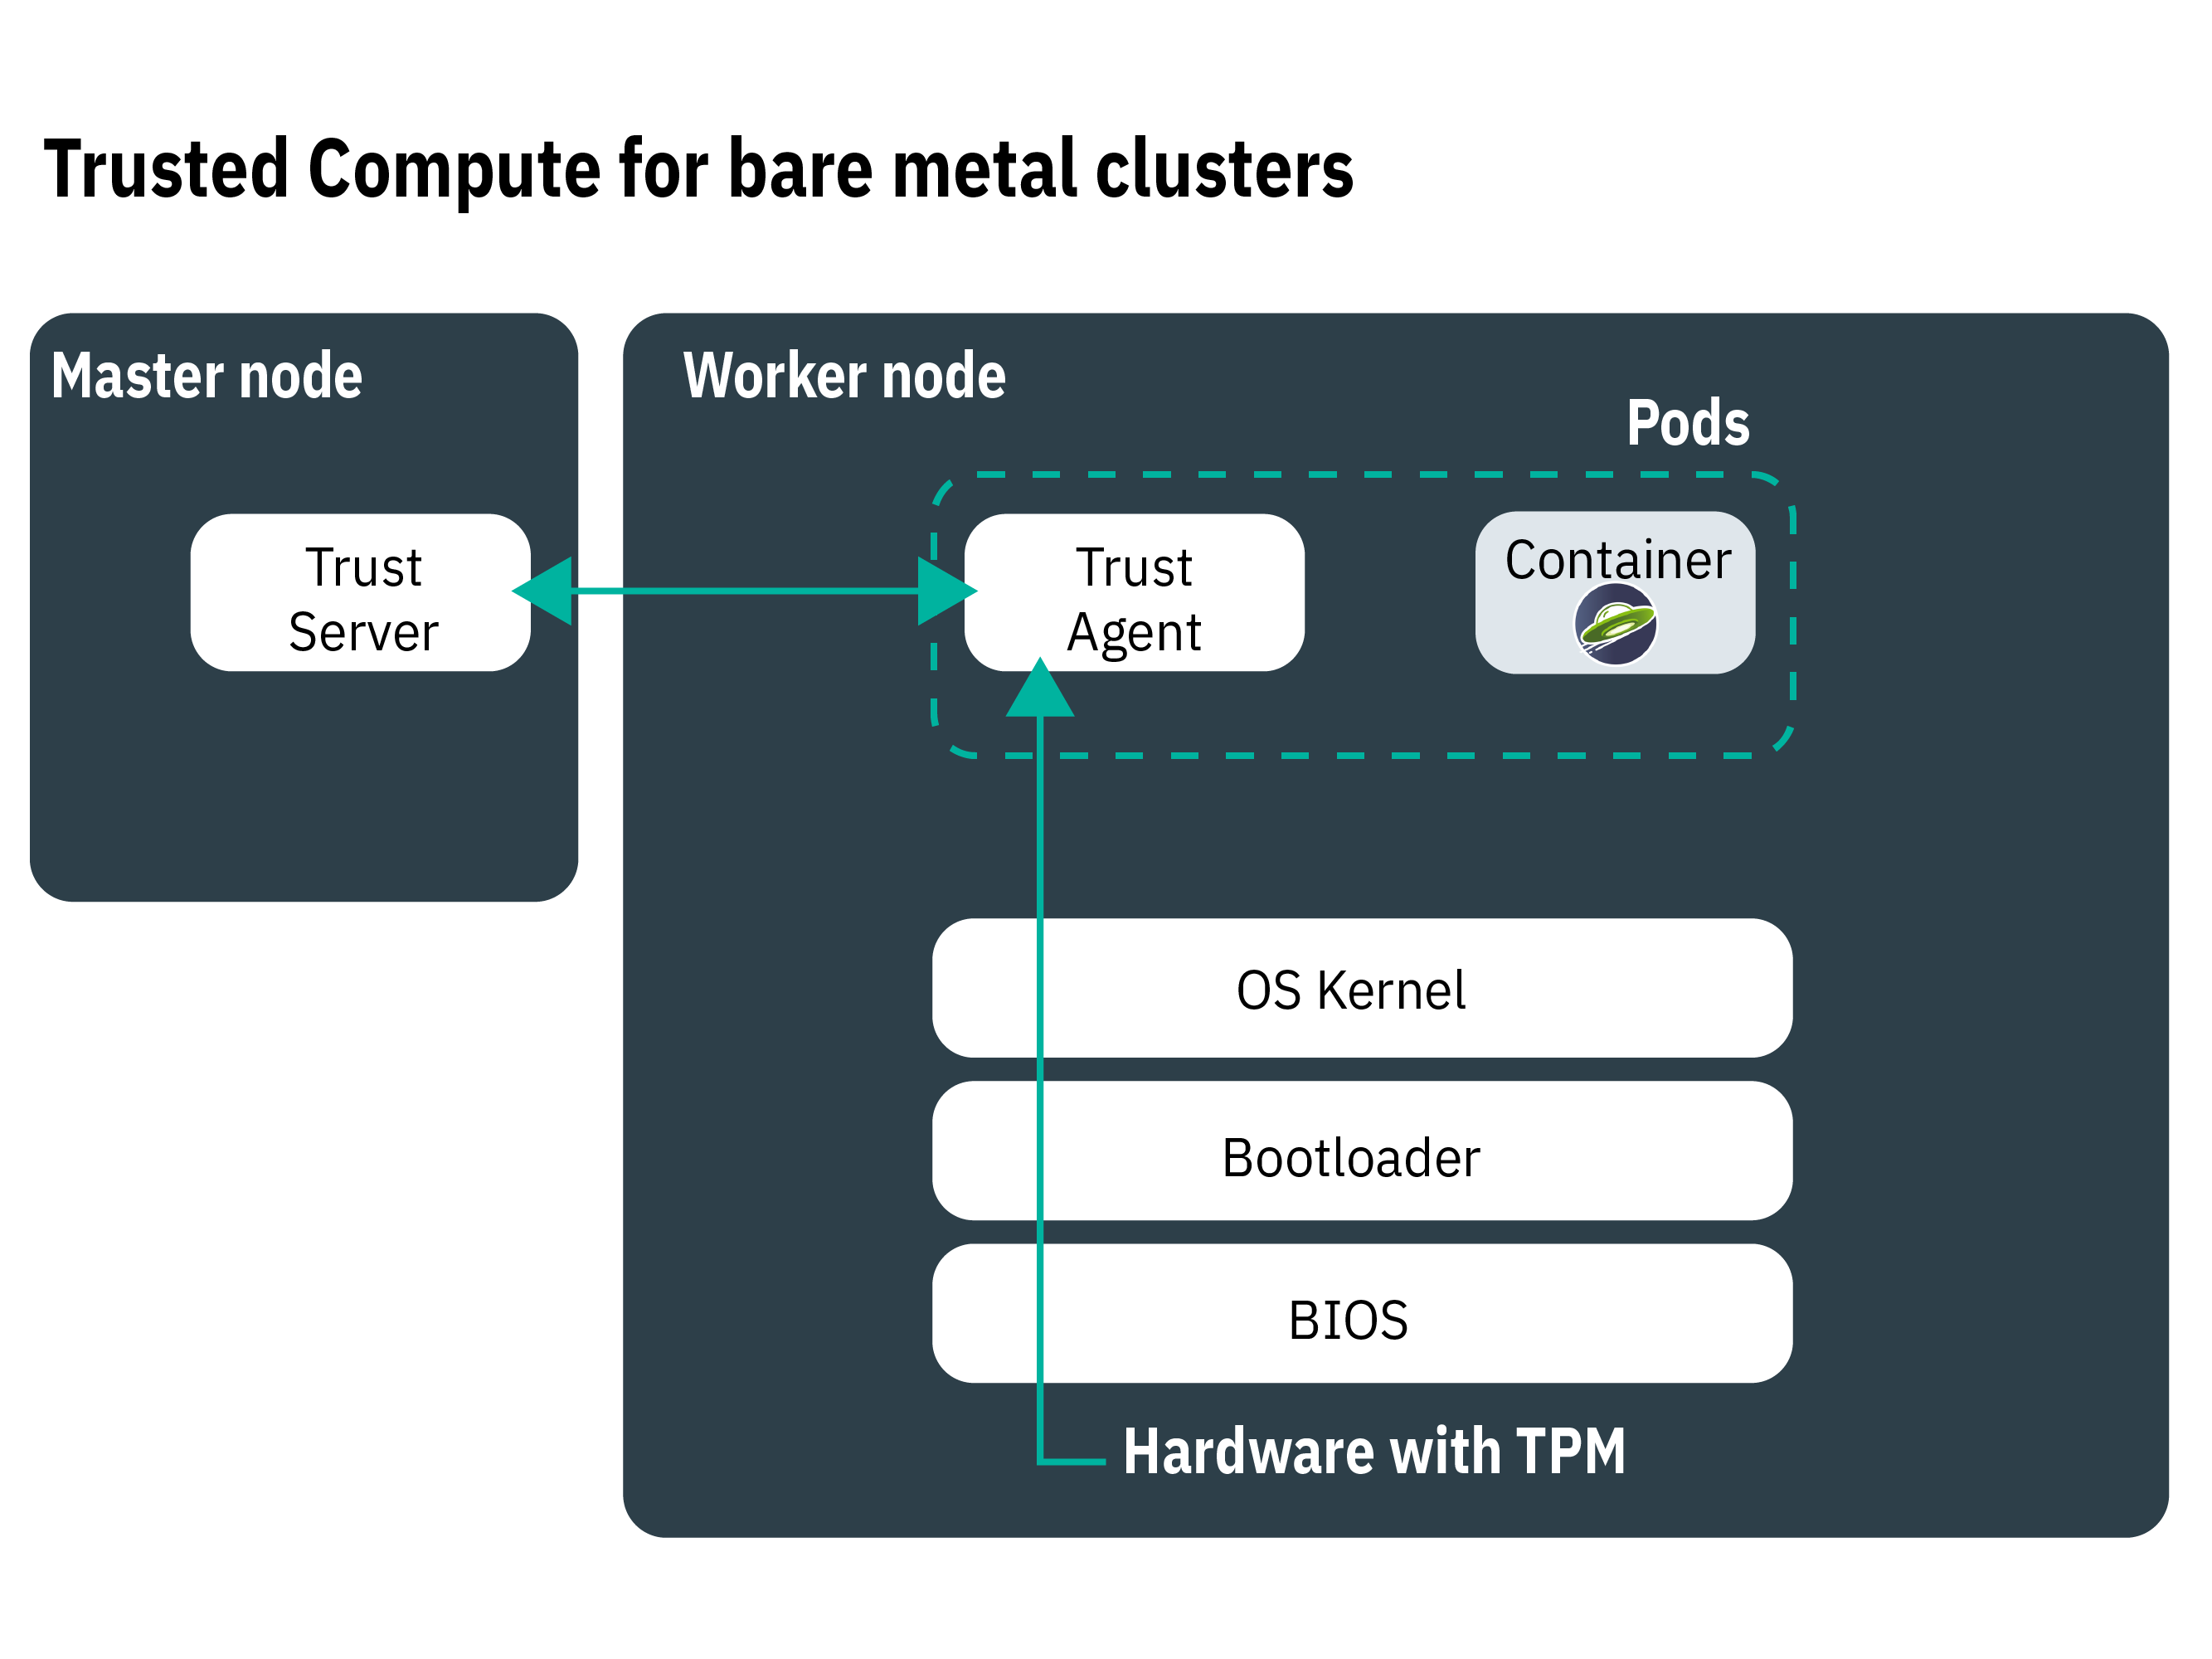 Trusted Compute for bare metal clusters
Master node
Trust
Server
Worker node
Pods
Trust
Agent
Container
OS Kernel
Bootloader
BIOS
Hardware with TPM